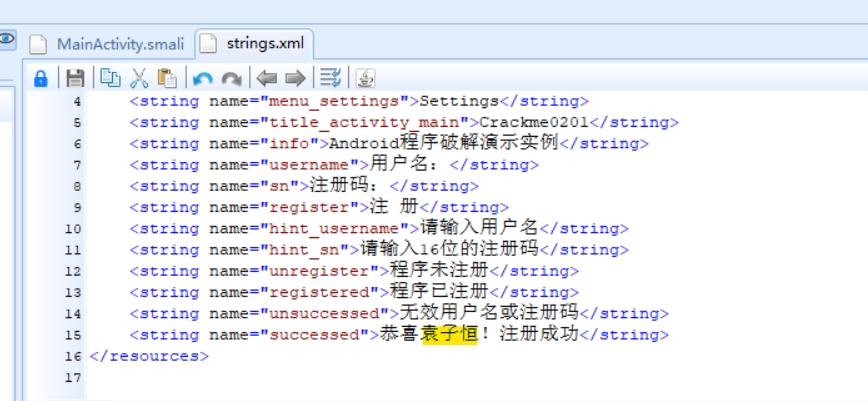 MainActivity.smali strings.xml
4 <string name="menu_settings">Settings</string>
5 <string name="title_activity_main">Crackme0201</string>
6 <string name="info">Android程序破解演示实例</string>
7 <string name="username">用户名：</string>
8 <string name="sn">注册码：</string>
9 <string name="register">注 册</string>
10 <string name="hint_username">请输入用户名</string>
11 <string name="hint_sn">请输入16位的注册码</string>
12 <string name="unregister">程序未注册</string>
13 <string name="registered">程序已注册</string>
14 <string name="unsuccessed">无效用户名或注册码</string>
15 <string name="successed">恭喜袁子恒！注册成功</string>
16 </resources>
17